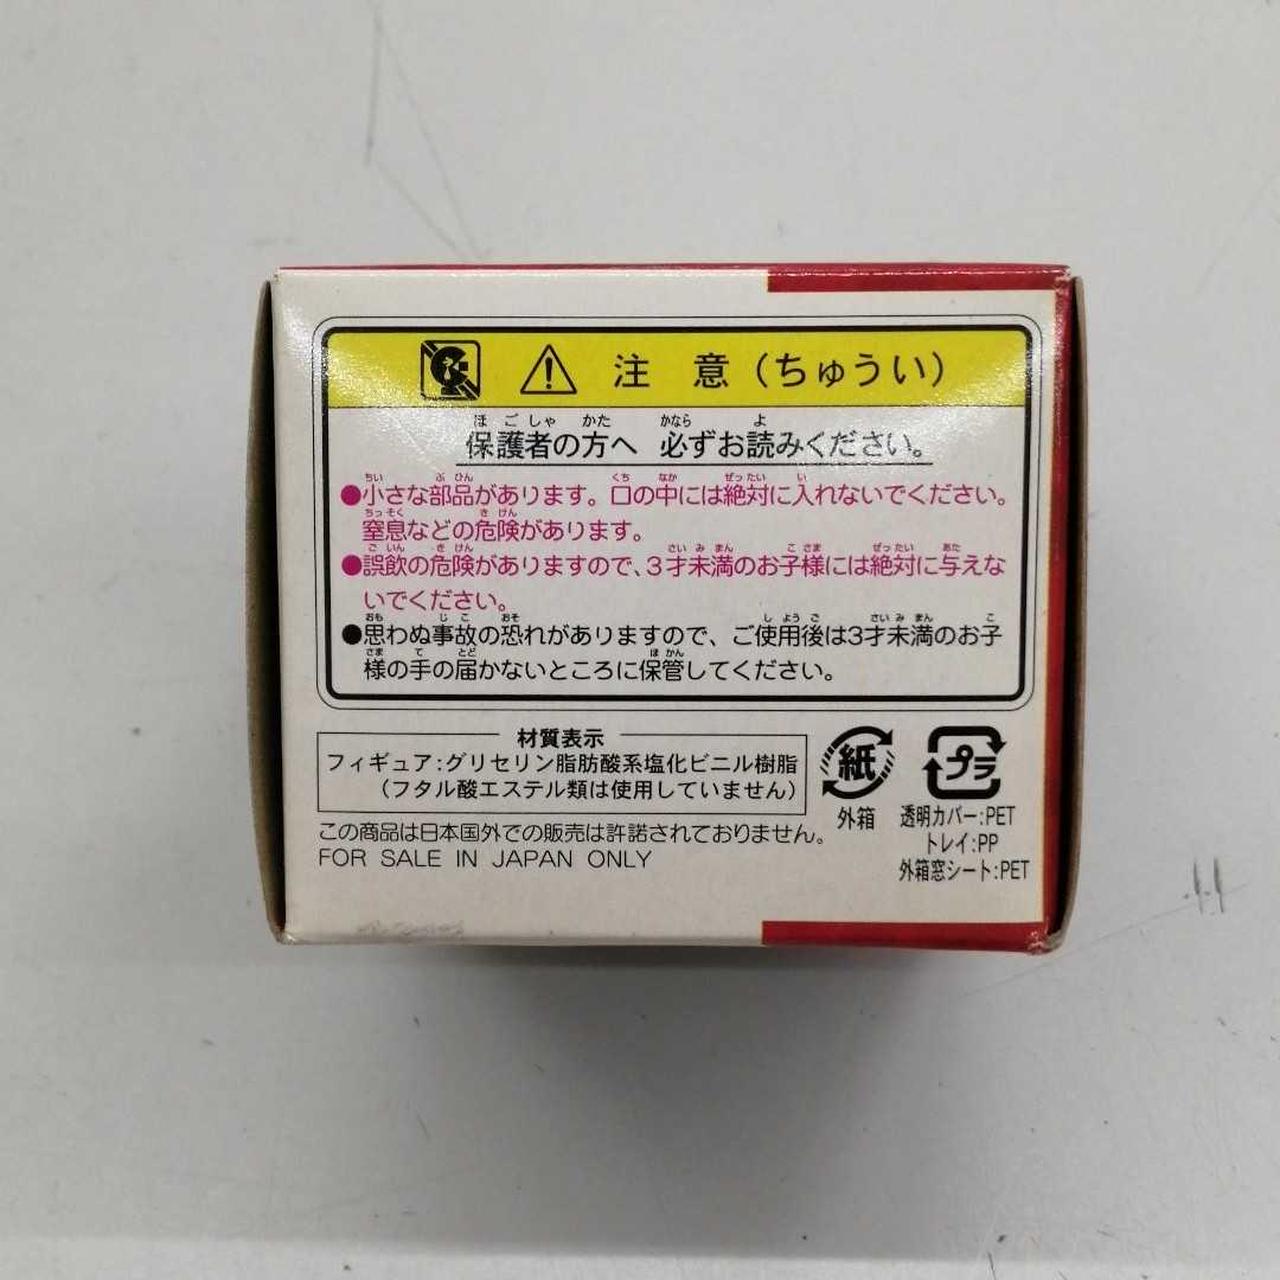 注 意（ちゅうい）
ほ ご しゃ かた かなら よ
保護者の方へ 必ずお読みください。
ちい ぶ ひん くち なか ぜったい い
●小さな部品があります。口の中には絶対に入れないでください。
ちっ そく き けん
窒息などの危険があります。
ご いん き けん さい み まん こ さま ぜったい あた
●誤飲の危険がありますので、3才未満のお子様には絶対に与えな
いでください。
おも じ こ おそ し よう ご さい み まん こ
●思わぬ事故の恐れがありますので、ご使用後は3才未満のお子
さま て とど ほ かん
様の手の届かないところに保管してください。
材質表示
フィギュア:グリセリン脂肪酸系塩化ビニル樹脂
（フタル酸エステル類は使用していません）
この商品は日本国外での販売は許諾されておりません。
FOR SALE IN JAPAN ONLY
紙
外箱
プラ
透明カバー:PET
トレイ:PP
外箱窓シート:PET